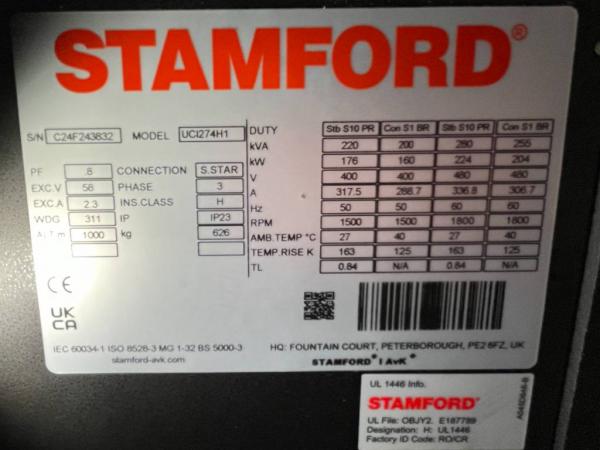 STAMFORD®
S/N C24F243832 MODEL UCI274H1
DUTY Stb S10 PR Con S1 BR Stb S10 PR Con S1 BR
kVA 220 200 280 255
kW 176 160 224 204
V 400 400 480 480
A 317.5 288.7 336.8 306.7
Hz 50 50 60 60
RPM 1500 1500 1800 1800
AMB.TEMP °C 27 40 27 40
TEMP.RISE K 163 125 163 125
TL 0.84 N/A 0.84 N/A
PF .8 CONNECTION S.STAR
EXC.V 58 PHASE 3
EXC.A 2.3 INS.CLASS H
WDG 311 IP IP23
ALT.m 1000 kg 626
CE
UK
CA
IEC 60034-1 ISO 8528-3 MG 1-32 BS 5000-3
stamford-avk.com
HQ: FOUNTAIN COURT, PETERBOROUGH, PE2 6FZ, UK
STAMFORD® | AvK®
UL 1446 Info.
STAMFORD®
UL File: OBJY2. E187789
Designation: H: UL1446
Factory ID Code: RO/CR